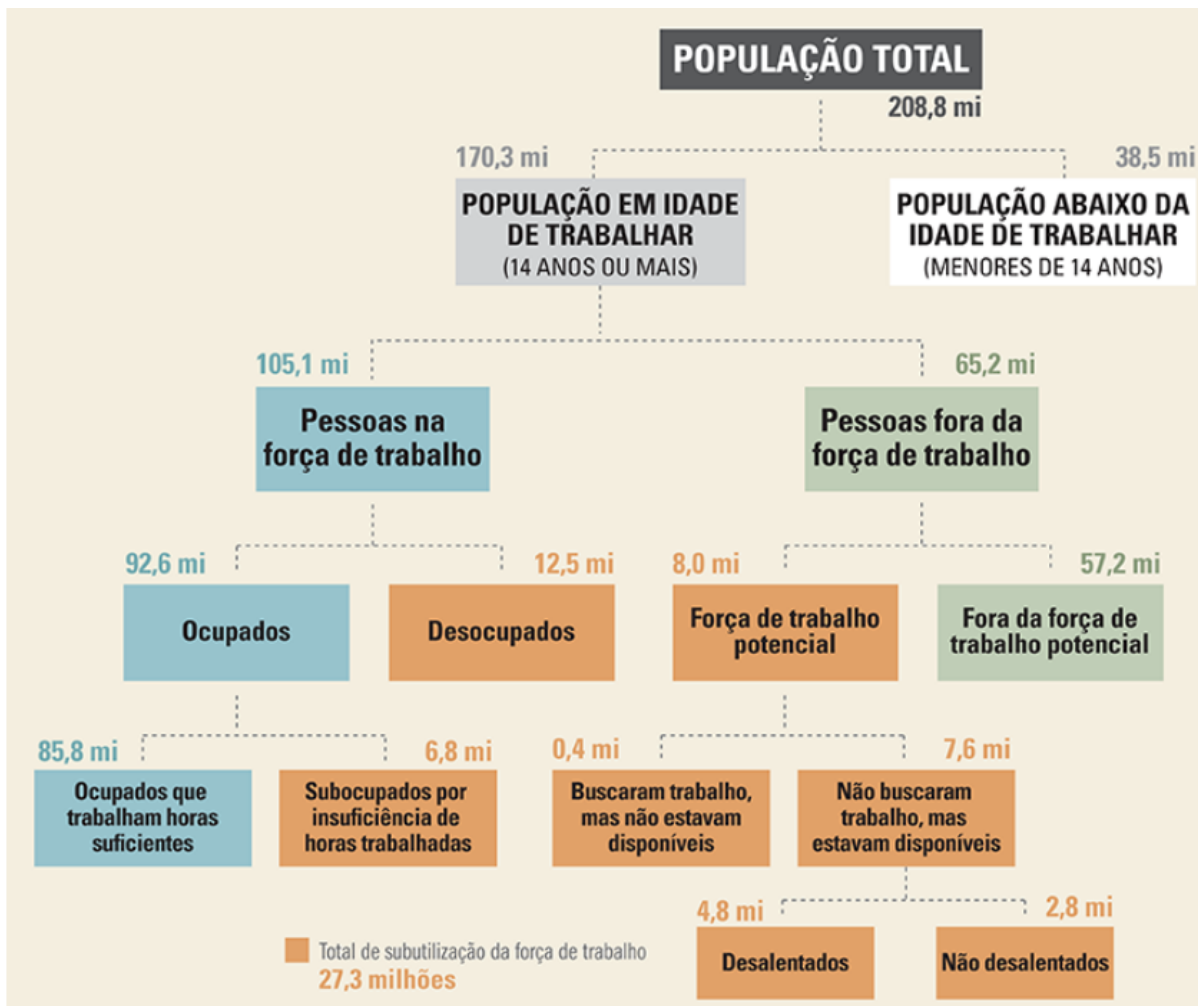 POPULAÇÃO TOTAL
208,8 mi
170,3 mi
POPULAÇÃO EM IDADE
DE TRABALHAR
(14 ANOS OU MAIS)
38,5 mi
POPULAÇÃO ABAIXO DA
IDADE DE TRABALHAR
(MENORES DE 14 ANOS)
105,1 mi
Pessoas na
força de trabalho
65,2 mi
Pessoas fora da
força de trabalho
92,6 mi
Ocupados
12,5 mi
Desocupados
8,0 mi
Força de trabalho
potencial
57,2 mi
Fora da força de
trabalho potencial
85,8 mi
Ocupados que
trabalham horas
suficientes
6,8 mi
Subocupados por
insuficiência de
horas trabalhadas
0,4 mi
Buscaram trabalho,
mas não estavam
disponíveis
7,6 mi
Não buscaram
trabalho, mas
estavam disponíveis
4,8 mi
Desalentados
2,8 mi
Não desalentados
Total de subutilização da força de trabalho
27,3 milhões